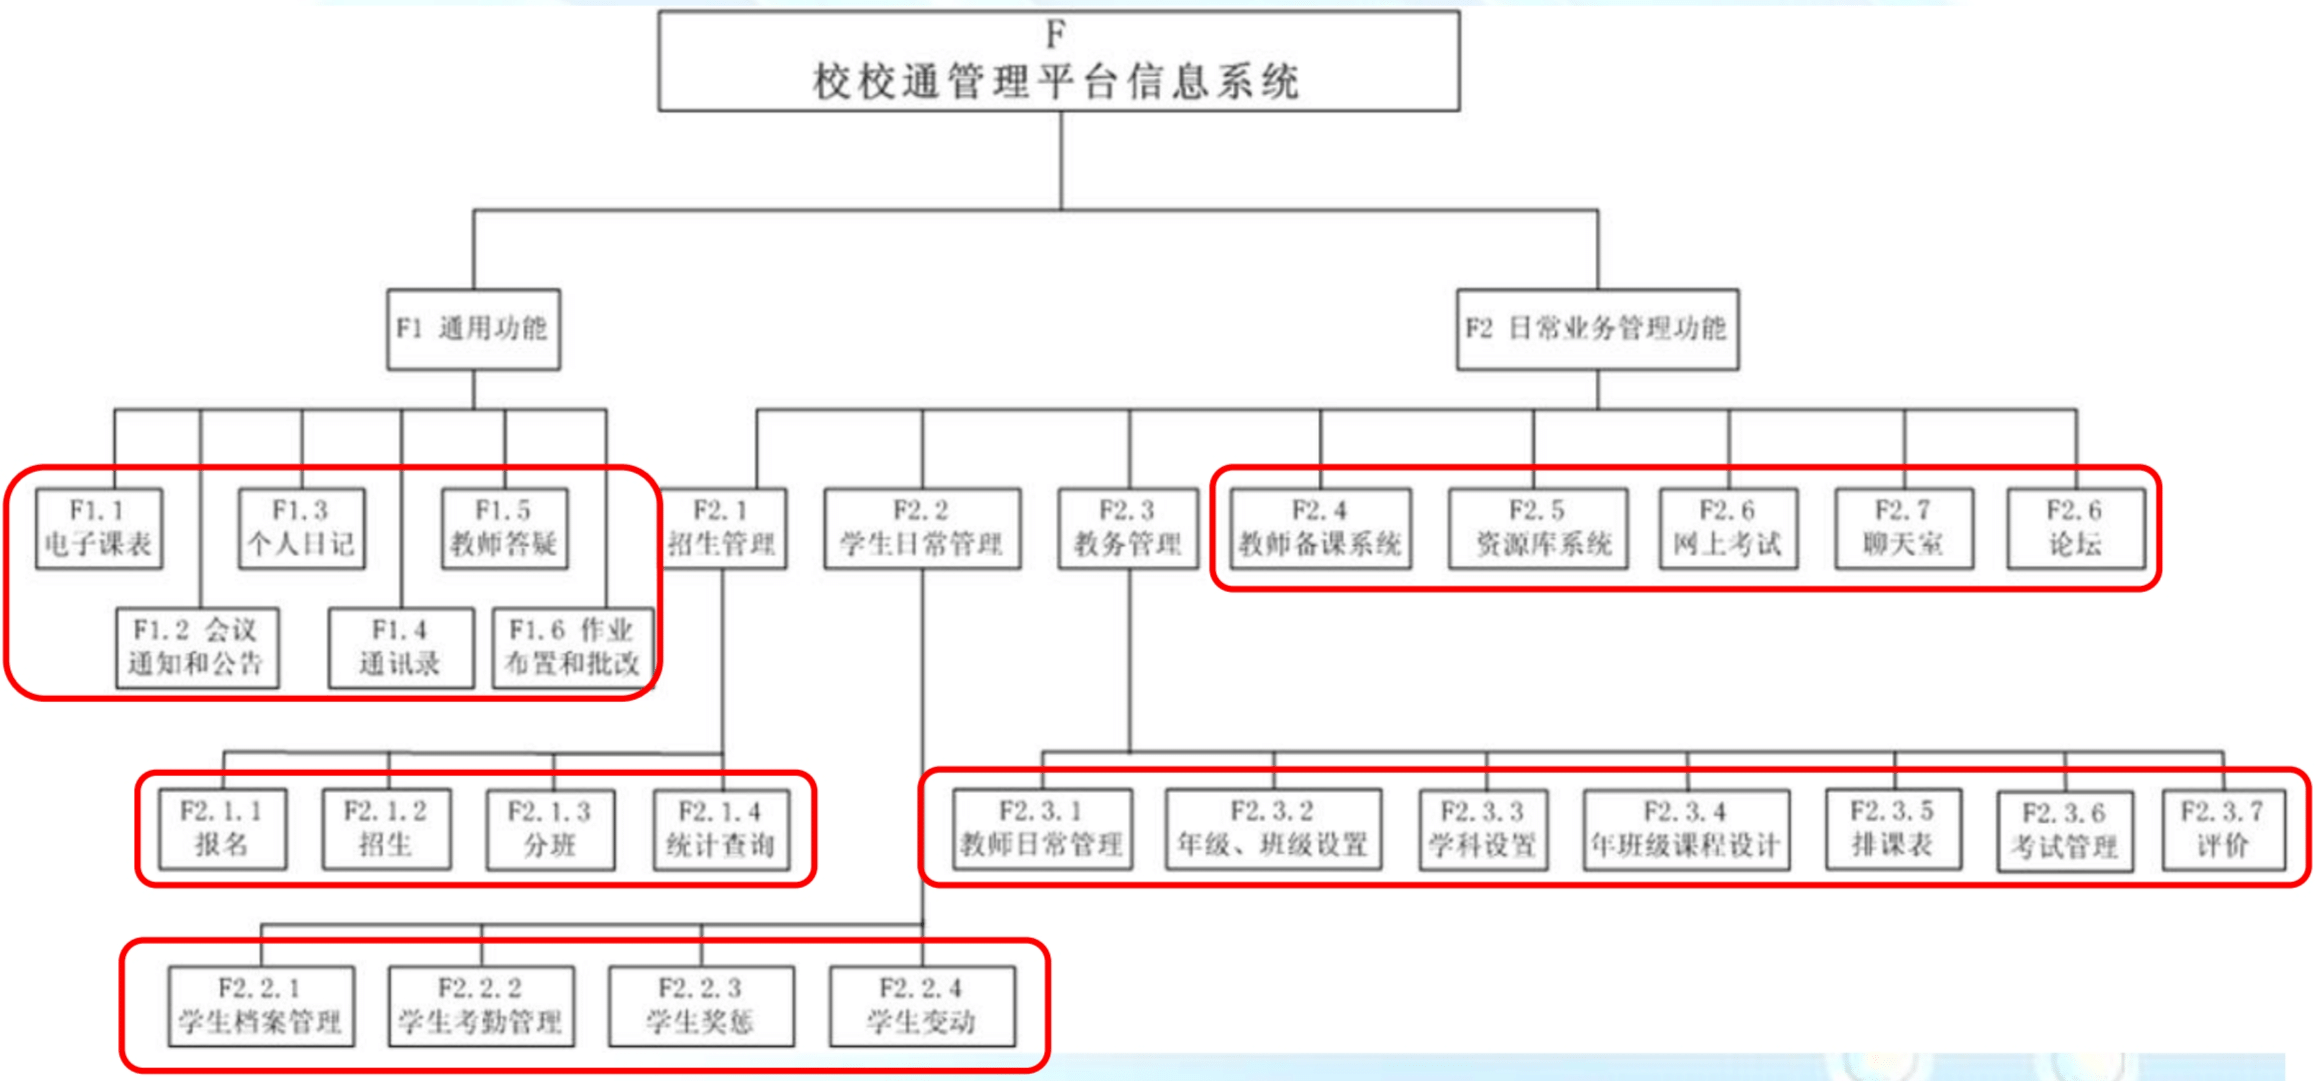 F
校校通管理平台信息系统
F1 通用功能
F2 日常业务管理功能
F1.1
电子课表
F1.3
个人日记
F1.5
教师答疑
F2.1
招生管理
F2.2
学生日常管理
F2.3
教务管理
F2.4
教师备课系统
F2.5
资源库系统
F2.6
网上考试
F2.7
聊天室
F2.6
论坛
F1.2 会议
通知和公告
F1.4
通讯录
F1.6 作业
布置和批改
F2.1.1
报名
F2.1.2
招生
F2.1.3
分班
F2.1.4
统计查询
F2.3.1
教师日常管理
F2.3.2
年级、班级设置
F2.3.3
学科设置
F2.3.4
年班级课程设计
F2.3.5
排课表
F2.3.6
考试管理
F2.3.7
评价
F2.2.1
学生档案管理
F2.2.2
学生考勤管理
F2.2.3
学生奖惩
F2.2.4
学生变动